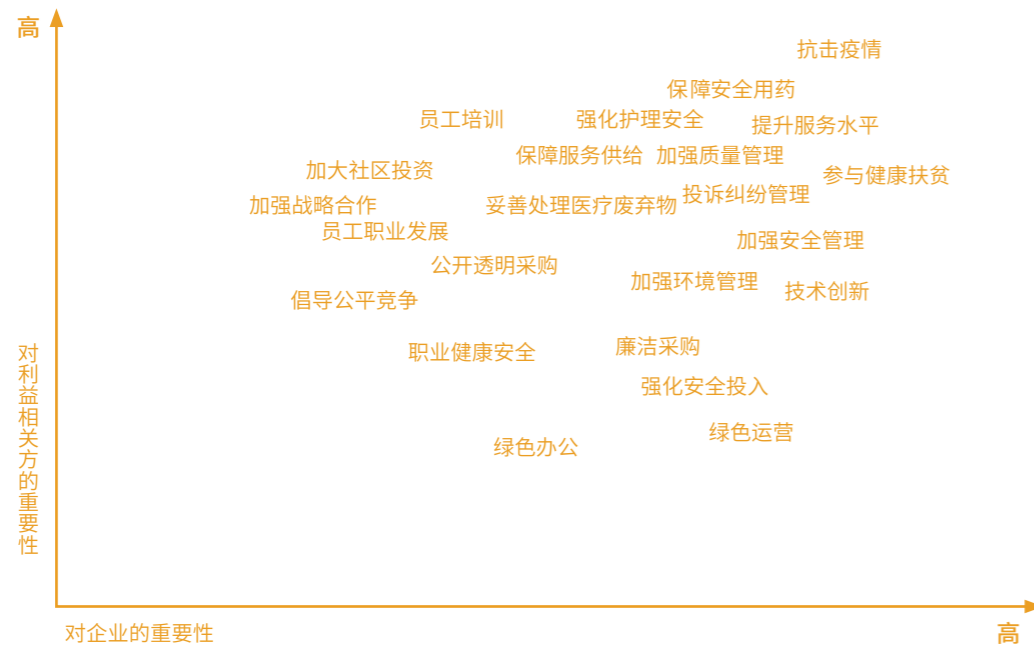 高
抗击疫情
保障安全用药
员工培训
强化护理安全
提升服务水平
保障服务供给
加强质量管理
加大社区投资
参与健康扶贫
投诉纠纷管理
加强战略合作
妥善处理医疗废弃物
员工职业发展
加强安全管理
公开透明采购
加强环境管理
技术创新
倡导公平竞争
对利益相关方的重要性
职业健康安全
廉洁采购
强化安全投入
绿色运营
绿色办公
对企业的重要性
高